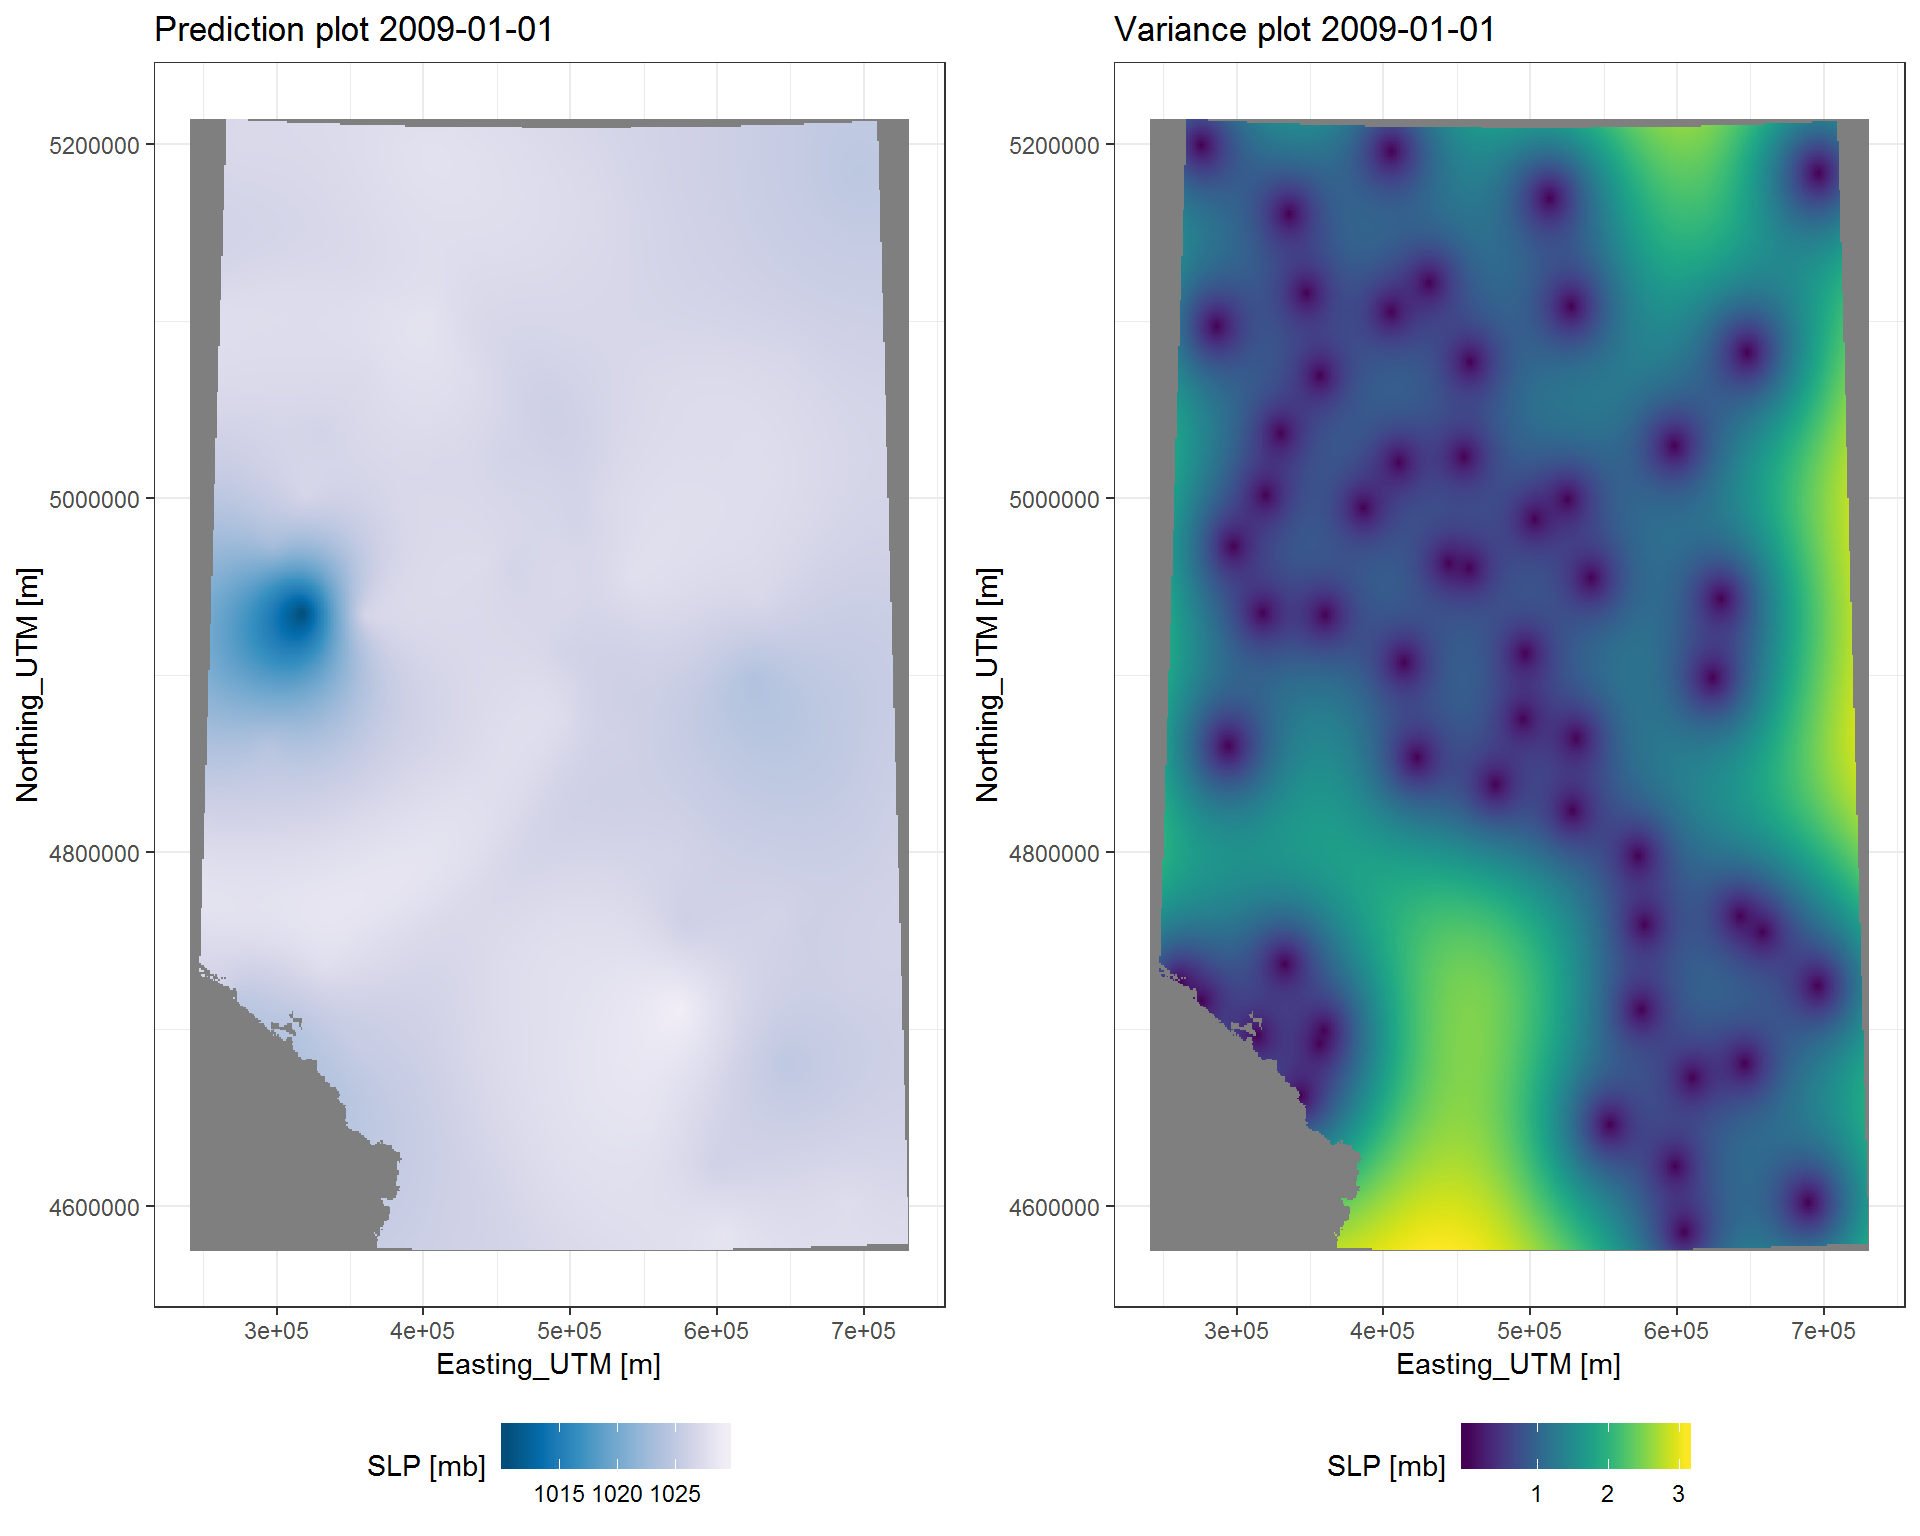 Prediction plot 2009-01-01
Northing_UTM [m]
5200000
5000000
4800000
4600000
3e+05 4e+05 5e+05 6e+05 7e+05
Easting_UTM [m]
SLP [mb]
1015 1020 1025
Variance plot 2009-01-01
Northing_UTM [m]
5200000
5000000
4800000
4600000
3e+05 4e+05 5e+05 6e+05 7e+05
Easting_UTM [m]
SLP [mb]
1 2 3